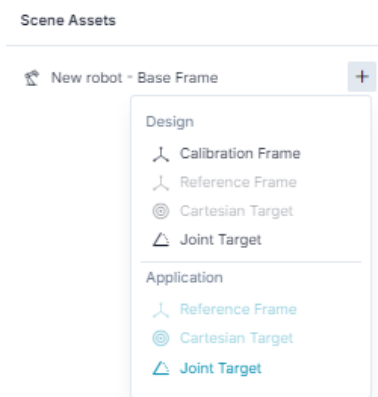 Scene Assets
New robot - Base Frame
Design
Calibration Frame
Reference Frame
Cartesian Target
Joint Target
Application
Reference Frame
Cartesian Target
Joint Target